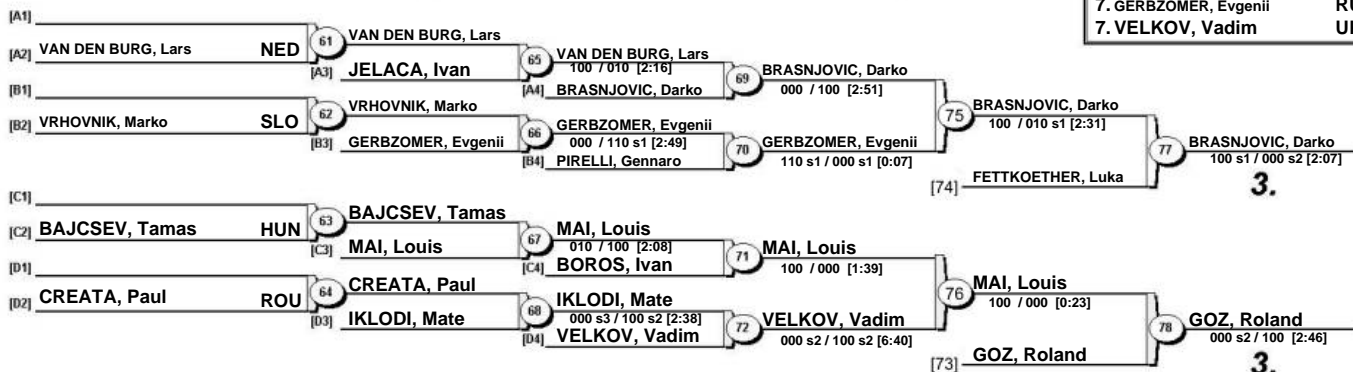 7. GERBZOMER, Evgenii
7. VELKOV, Vadim
[A1]
[A2] VAN DEN BURG, Lars NED
61
VAN DEN BURG, Lars
[A3] JELACA, Ivan
65
VAN DEN BURG, Lars
100 / 010 [2:16]
[A4] BRASNJOVIC, Darko
69
BRASNJOVIC, Darko
000 / 100 [2:51]
[B1]
[B2] VRHOVNIK, Marko SLO
62
VRHOVNIK, Marko
[B3] GERBZOMER, Evgenii
66
GERBZOMER, Evgenii
000 / 110 s1 [2:49]
[B4] PIRELLI, Gennaro
70
GERBZOMER, Evgenii
110 s1 / 000 s1 [0:07]
75
BRASNJOVIC, Darko
100 / 010 s1 [2:31]
[74] FETTKOETHER, Luka
77
BRASNJOVIC, Darko
100 s1 / 000 s2 [2:07]
3.
[C1]
[C2] BAJCSEV, Tamas HUN
63
BAJCSEV, Tamas
[C3] MAI, Louis
67
MAI, Louis
010 / 100 [2:08]
[C4] BOROS, Ivan
71
MAI, Louis
100 / 000 [1:39]
[D1]
[D2] CREATA, Paul ROU
64
CREATA, Paul
[D3] IKLODI, Mate
68
IKLODI, Mate
000 s3 / 100 s2 [2:38]
[D4] VELKOV, Vadim
72
VELKOV, Vadim
000 s2 / 100 s2 [6:40]
76
MAI, Louis
100 / 000 [0:23]
[73] GOZ, Roland
78
GOZ, Roland
000 s2 / 100 [2:46]
3.